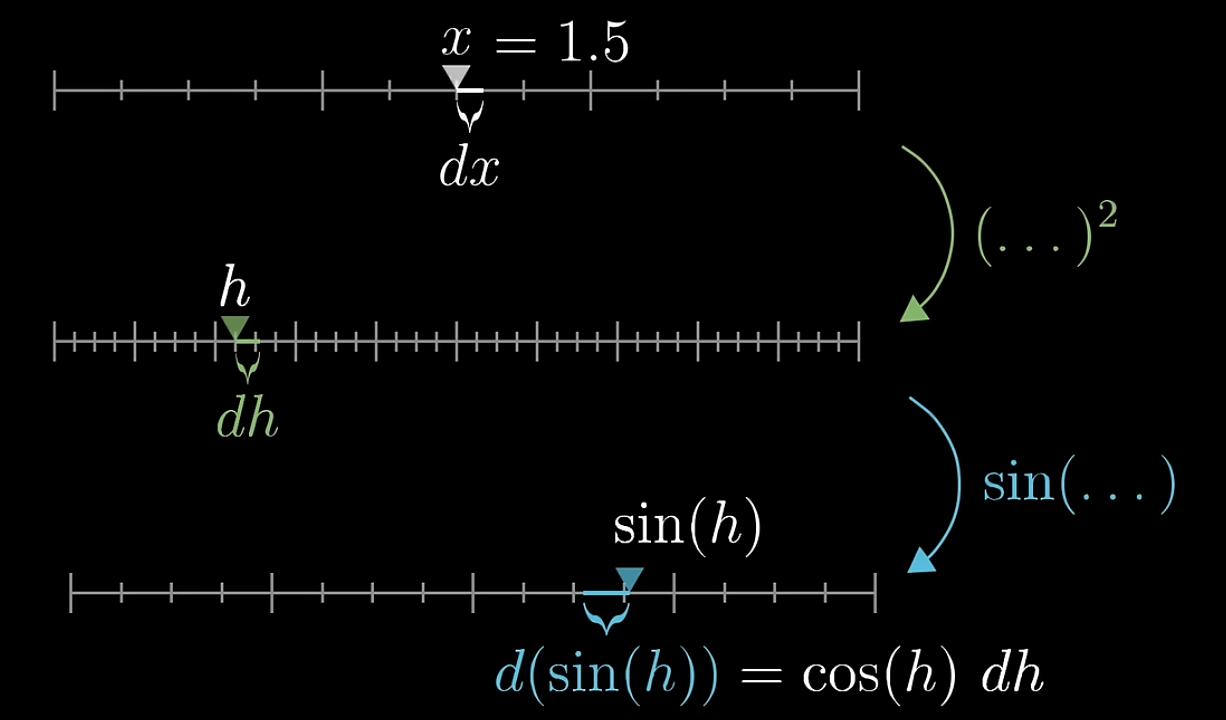 x = 1.5
dx
(...)²
h
dh
sin(...)
sin(h)
d(sin(h)) = cos(h) dh